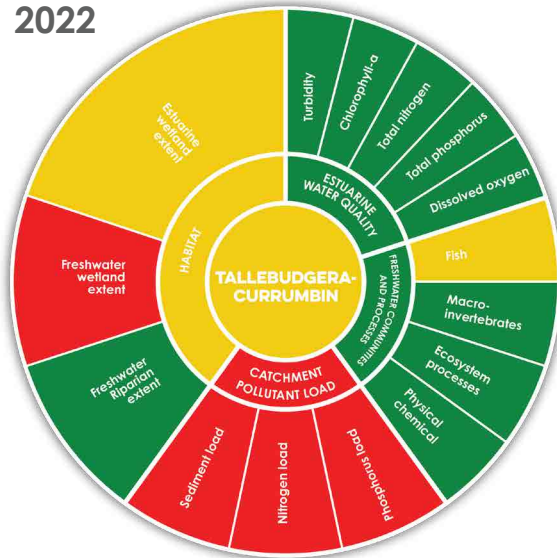 2022
Turbidity
Chlorophyll-a
Total nitrogen
Total phosphorus
Dissolved oxygen
ESTUARINE
WATER QUALITY
Fish
Macro-
invertebrates
Ecosystem
processes
Physical
chemical
FRESHWATER COMMUNITIES
AND PROCESSES
Phosphorus load
Nitrogen load
Sediment load
CATCHMENT
POLLUTANT LOAD
Freshwater
Riparian
extent
Freshwater
wetland
extent
Estuarine
wetland
extent
HABITAT
TALLEBUDGERA-
CURRUMBIN